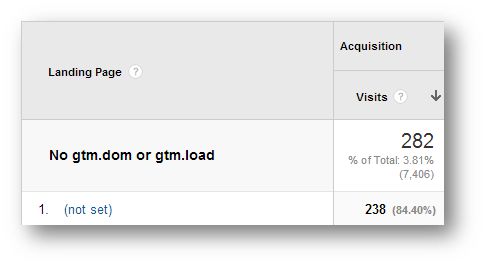 Acquisition
Landing Page ?
Visits ?
No gtm.dom or gtm.load
282
% of Total: 3.81%
(7,406)
1. (not set) 238 (84.40%)